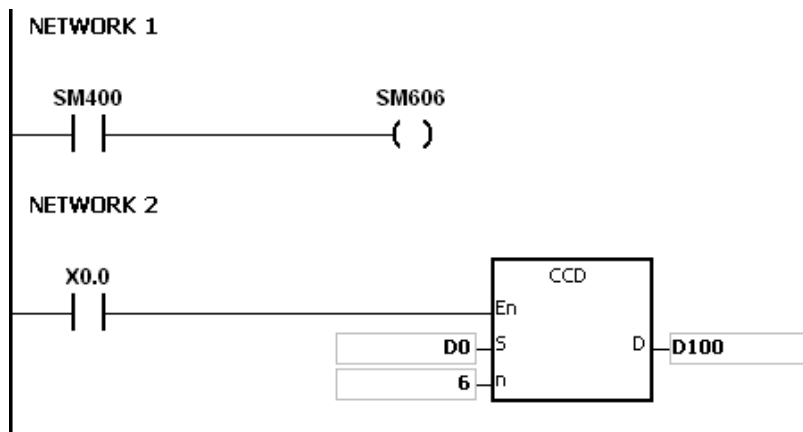 NETWORK 1
SM400 SM606
NETWORK 2
X0.0 CCD
En
D0 S D D100
6 n